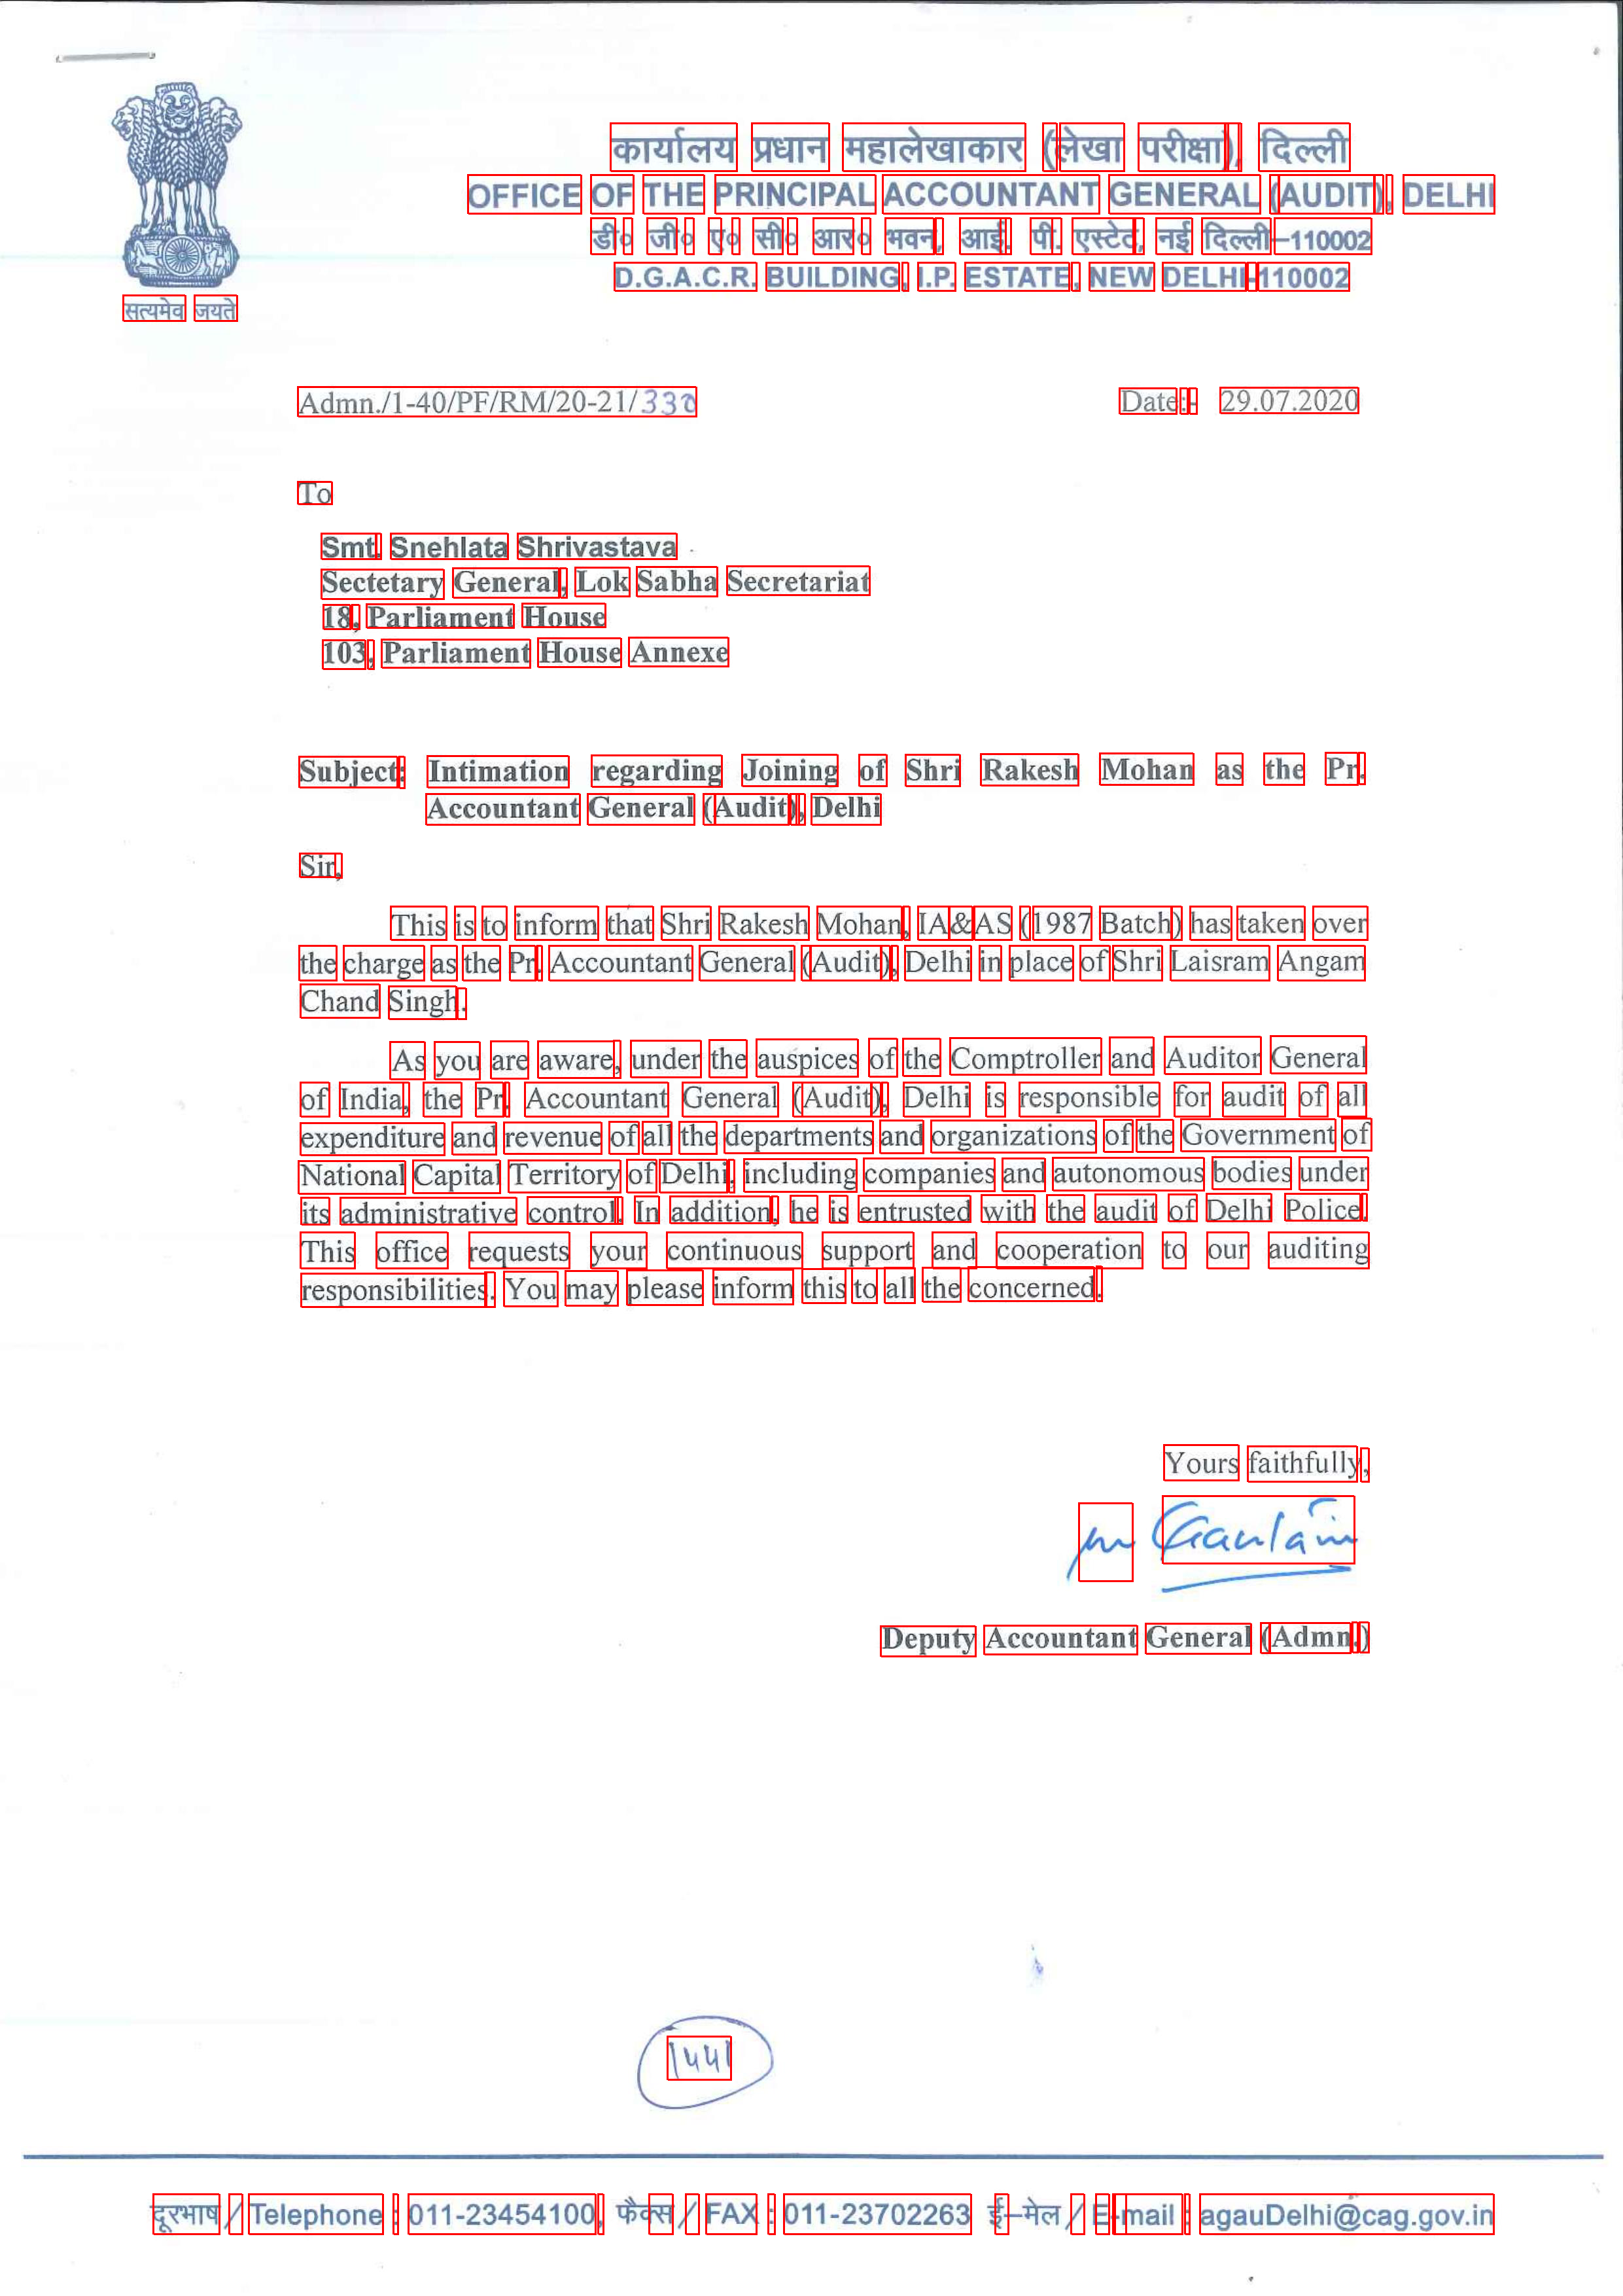 कार्यालय प्रधान महालेखाकार (लेखा परीक्षा), दिल्ली
OFFICE OF THE PRINCIPAL ACCOUNTANT GENERAL (AUDIT), DELHI
डी० जी० ए० सी० आर० भवन, आई. पी. एस्टेट, नई दिल्ली–110002
D.G.A.C.R. BUILDING, I.P. ESTATE, NEW DELHI-110002
सत्यमेव जयते
Admn./1-40/PF/RM/20-21/330 Date:- 29.07.2020
To
Smt. Snehlata Shrivastava
Sectetary General, Lok Sabha Secretariat
18, Parliament House
103, Parliament House Annexe
Subject: Intimation regarding Joining of Shri Rakesh Mohan as the Pr.
Accountant General (Audit), Delhi
Sir,
This is to inform that Shri Rakesh Mohan, IA&AS (1987 Batch) has taken over
the charge as the Pr. Accountant General (Audit), Delhi in place of Shri Laisram Angam
Chand Singh.
As you are aware, under the auspices of the Comptroller and Auditor General
of India, the Pr. Accountant General (Audit), Delhi is responsible for audit of all
expenditure and revenue of all the departments and organizations of the Government of
National Capital Territory of Delhi, including companies and autonomous bodies under
its administrative control. In addition, he is entrusted with the audit of Delhi Police.
This office requests your continuous support and cooperation to our auditing
responsibilities. You may please inform this to all the concerned.
Yours faithfully,
Gautam
Deputy Accountant General (Admn.)
1441
दूरभाष / Telephone : 011-23454100, फैक्स / FAX : 011-23702263 ई–मेल / E-mail : agauDelhi@cag.gov.in